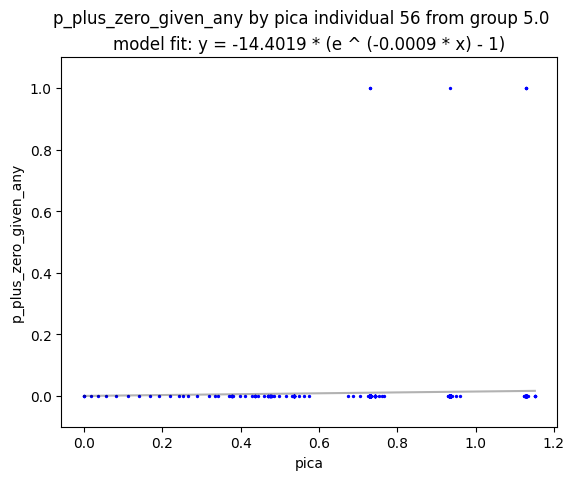 p_plus_zero_given_any by pica individual 56 from group 5.0
model fit: y = -14.4019 * (e ^ (-0.0009 * x) - 1)
1.0
0.8
0.6
0.4
0.2
0.0
p_plus_zero_given_any
0.0 0.2 0.4 0.6 0.8 1.0 1.2
pica